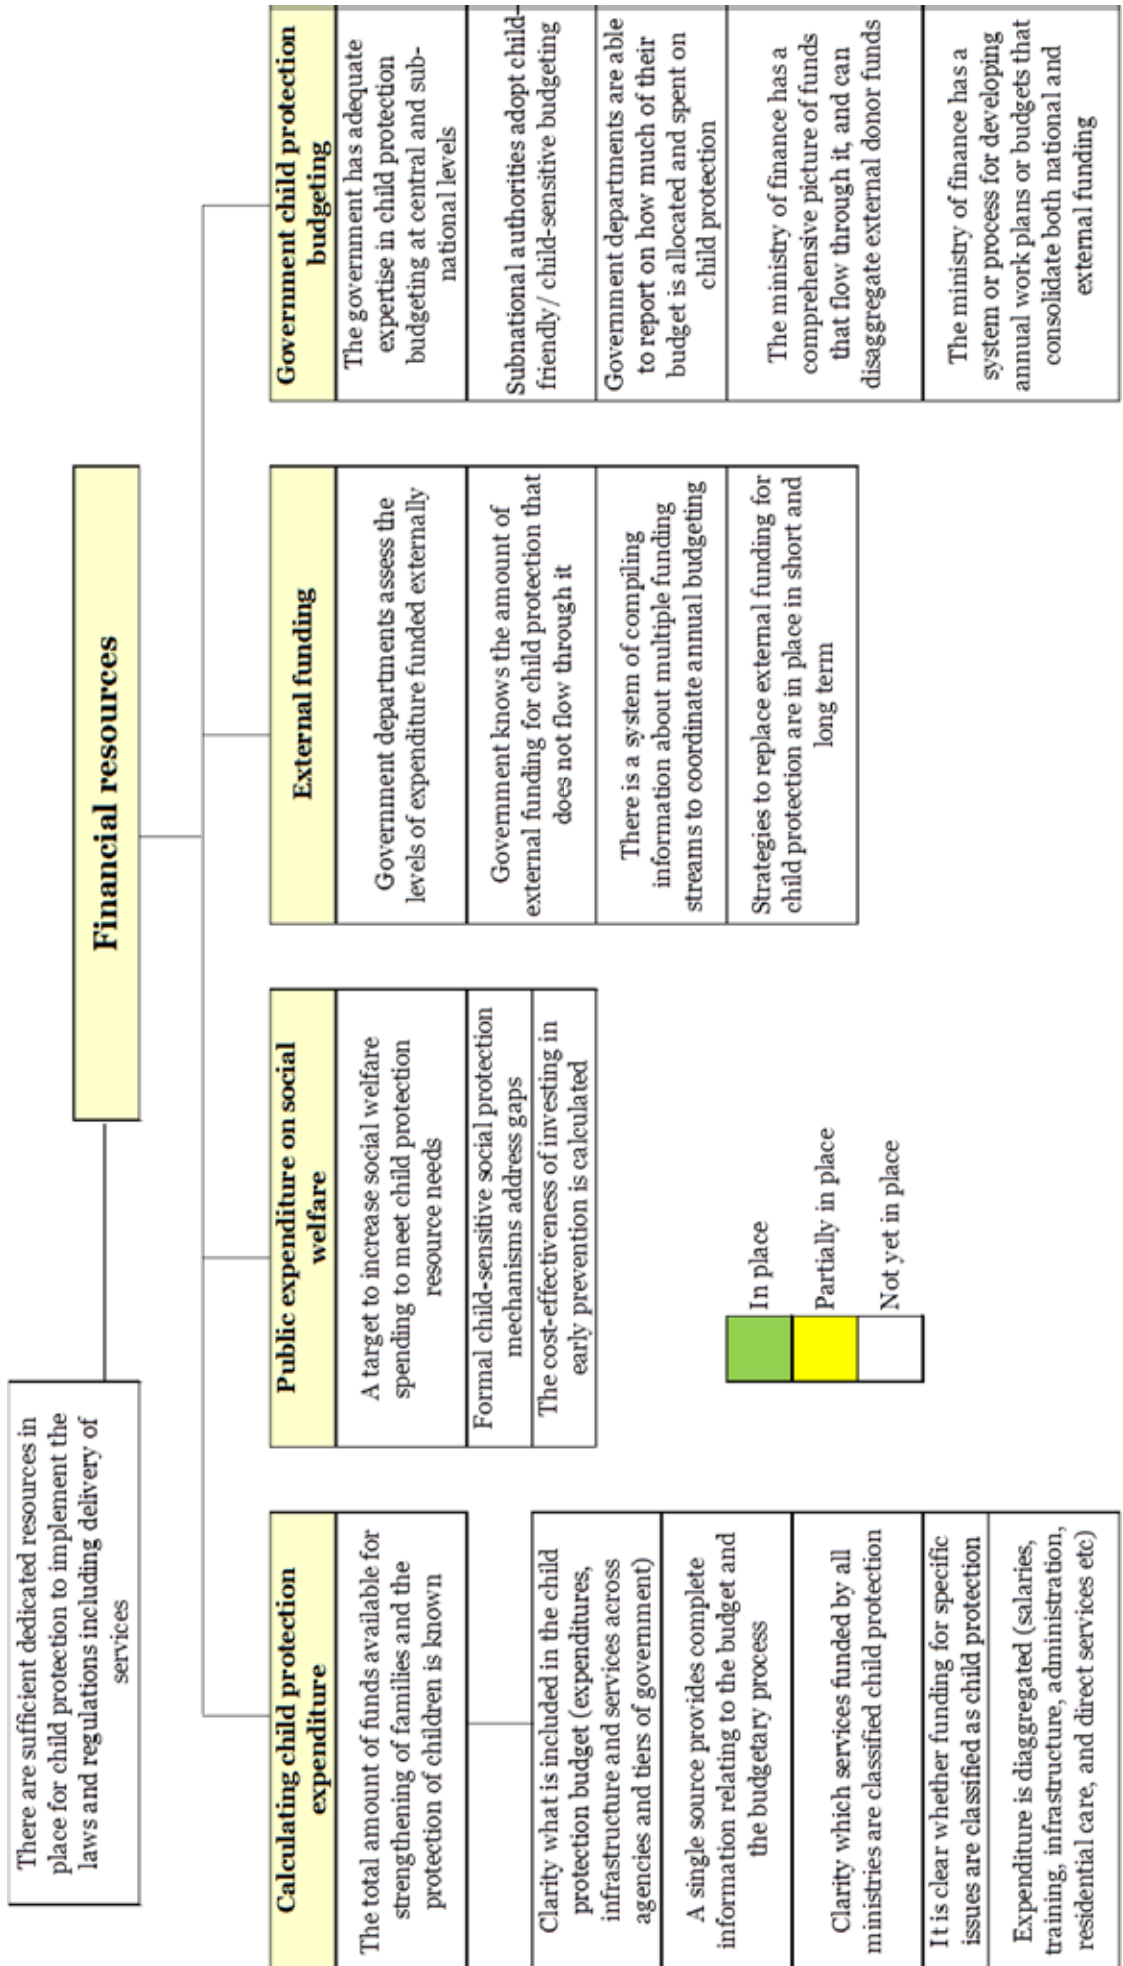 There are sufficient dedicated resources in
place for child protection to implement the
laws and regulations including delivery of
services
Financial resources
Calculating child protection
expenditure
The total amount of funds available for
strengthening of families and the
protection of children is known
Clarity what is included in the child
protection budget (expenditures,
infrastructure and services across
agencies and tiers of government)
A single source provides complete
information relating to the budget and
the budgetary process
Clarity which services funded by all
ministries are classified child protection
It is clear whether funding for specific
issues are classified as child protection
Expenditure is diaggregated (salaries,
training, infrastructure, administration,
residential care, and direct services etc)
Public expenditure on social
welfare
A target to increase social welfare
spending to meet child protection
resource needs
Formal child-sensitive social protection
mechanisms address gaps
The cost-effectiveness of investing in
early prevention is calculated
External funding
Government departments assess the
levels of expenditure funded externally
Government knows the amount of
external funding for child protection that
does not flow through it
There is a system of compiling
information about multiple funding
streams to coordinate annual budgeting
Strategies to replace external funding for
child protection are in place in short and
long term
Government child protection
budgeting
The government has adequate
expertise in child protection
budgeting at central and sub-
national levels
Subnational authorities adopt child-
friendly/ child-sensitive budgeting
Government departments are able
to report on how much of their
budget is allocated and spent on
child protection
The ministry of finance has a
comprehensive picture of funds
that flow through it, and can
disaggregate external donor funds
The ministry of finance has a
system or process for developing
annual work plans or budgets that
consolidate both national and
external funding
In place
Partially in place
Not yet in place